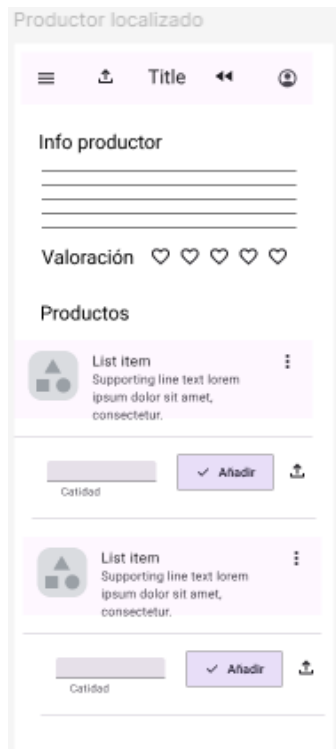 Productor localizado
Title
Info productor
Valoración
Productos
List item
Supporting line text lorem
ipsum dolor sit amet,
consectetur.
Catidad
Añadir
List item
Supporting line text lorem
ipsum dolor sit amet,
consectetur.
Catidad
Añadir